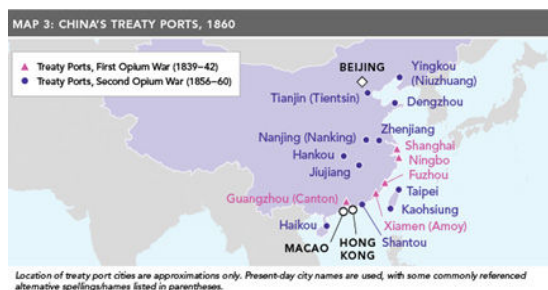 MAP 3: CHINA'S TREATY PORTS, 1860
Treaty Ports, First Opium War (1839–42)
Treaty Ports, Second Opium War (1856–60)
BEIJING
Yingkou
(Niuzhuang)
Tianjin (Tientsin)
Dengzhou
Zhenjiang
Nanjing (Nanking)
Shanghai
Hankou
Ningbo
Jiujiang
Fuzhou
Guangzhou (Canton)
Taipei
Kaohsiung
Haikou
Xiamen (Amoy)
MACAO
HONG
KONG
Shantou
Location of treaty port cities are approximations only. Present-day city names are used, with some commonly referenced
alternative spellings/names listed in parentheses.